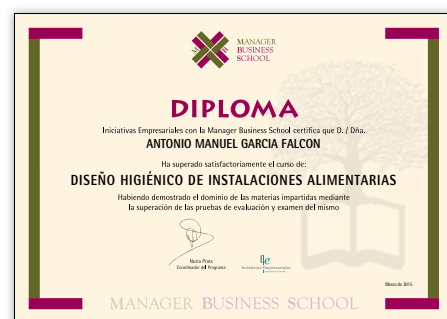 MANAGER
BUSINESS
SCHOOL
M B
DIPLOMA
Iniciativas Empresariales con la Manager Business School certifica que D. / Dña.
ANTONIO MANUEL GARCIA FALCON
Ha superado satisfactoriamente el curso de:
DISEÑO HIGIÉNICO DE INSTALACIONES ALIMENTARIAS
Habiendo demostrado el dominio de las materias impartidas mediante
la superación de las pruebas de evaluación y examen del mismo
Nuria Prats
Coordinador del Programa
Iniciativas Empresariales
Marzo de 2015
MANAGER BUSINESS SCHOOL